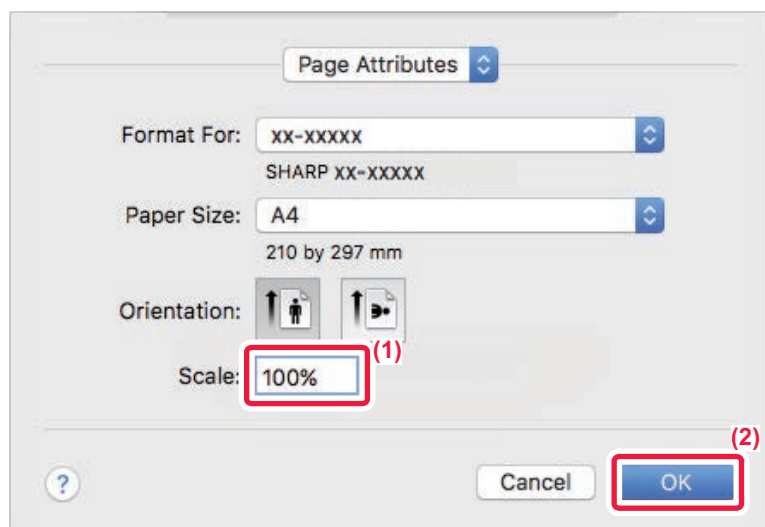 Page Attributes
Format For: xx-xxxxx
SHARP xx-xxxxx
Paper Size: A4
210 by 297 mm
Orientation:
(1)
Scale: 100%
(2)
? Cancel OK